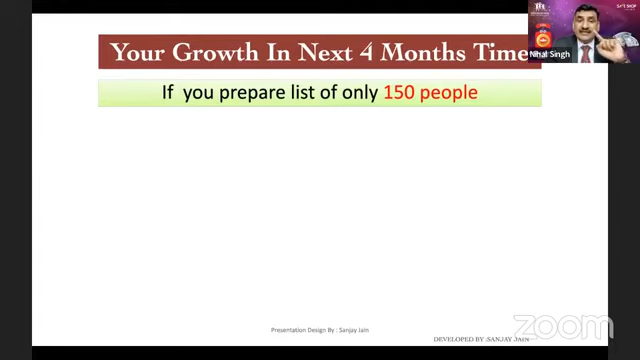 Your Growth In Next 4 Months Time
If you prepare list of only 150 people
Nihal Singh
Presentation Design By : Sanjay Jain
DEVELOPED BY :SANJAY JAIN
zoom